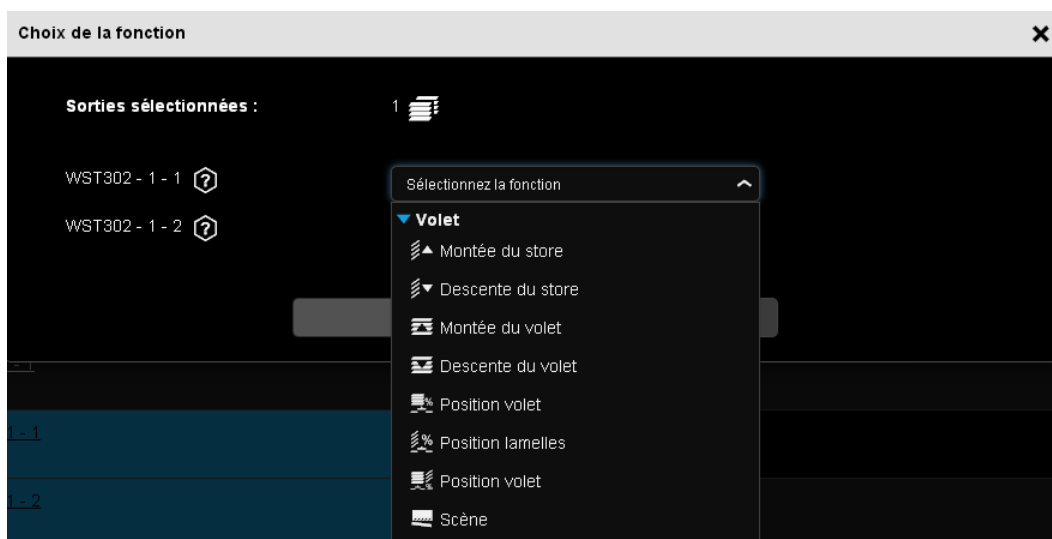 Choix de la fonction
Sorties sélectionnées : 1
WST302 - 1 - 1 ? Sélectionnez la fonction
WST302 - 1 - 2 ?
Volet
Montée du store
Descente du store
Montée du volet
Descente du volet
% Position volet
% Position lamelles
% Position volet
Scène
- 1
1 - 1
1 - 2